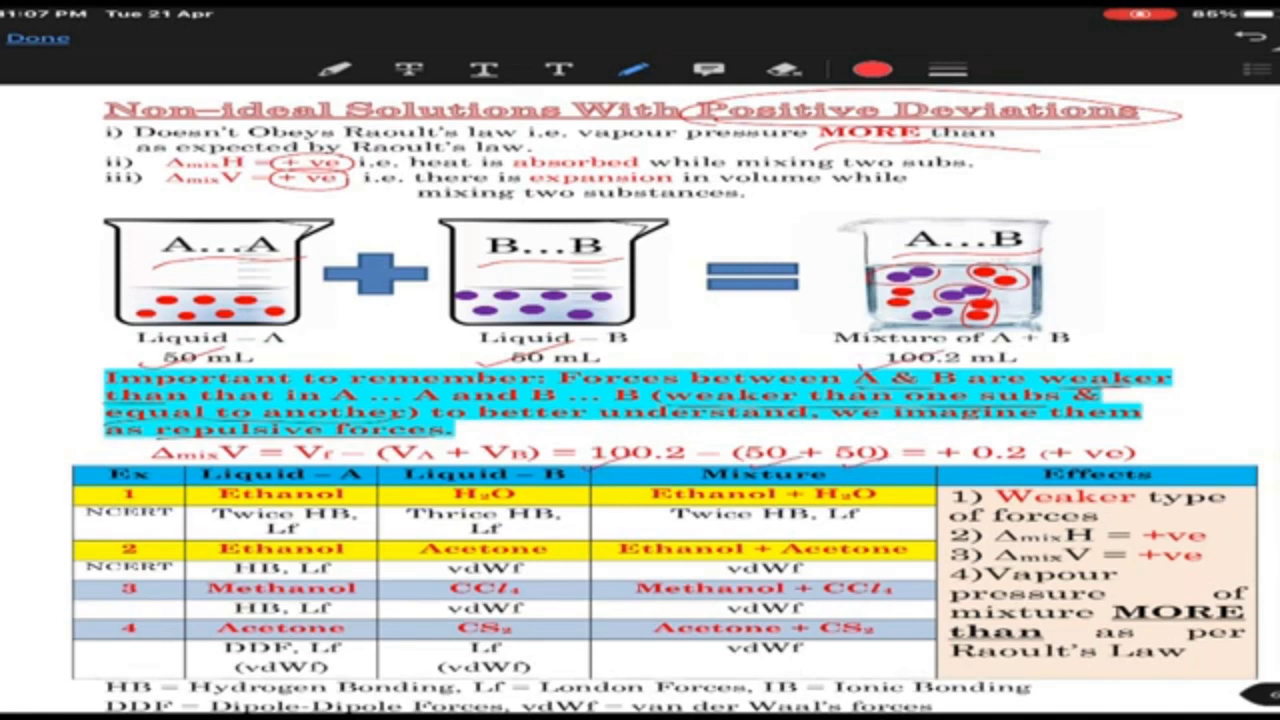 11:07 PM Tue 21 Apr
85%
Done
Non-ideal Solutions With Positive Deviations
i) Doesn't Obeys Raoult's law i.e. vapour pressure MORE than
as expected by Raoult's law.
ii) ΔmixH = + ve i.e. heat is absorbed while mixing two subs.
iii) ΔmixV = + ve i.e. there is expansion in volume while
mixing two substances.
A...A B...B A...B
Liquid – A Liquid – B Mixture of A + B
50 mL 50 mL 100.2 mL
Important to remember: Forces between A & B are weaker
than that in A ... A and B ... B (weaker than one subs &
equal to another) to better understand, we imagine them
as repulsive forces.
ΔmixV = Vf – (VA + VB) = 100.2 – (50 + 50) = + 0.2 (+ ve)
Ex Liquid – A Liquid – B Mixture Effects
1 Ethanol H₂O Ethanol + H₂O
NCERT Twice HB, Lf Thrice HB, Lf Twice HB, Lf
2 Ethanol Acetone Ethanol + Acetone
NCERT HB, Lf vdWf vdWf
3 Methanol CCl₄ Methanol + CCl₄
HB, Lf vdWf vdWf
4 Acetone CS₂ Acetone + CS₂
DDF, Lf (vdWf) Lf (vdWf) vdWf
1) Weaker type
of forces
2) ΔmixH = +ve
3) ΔmixV = +ve
4)Vapour
pressure of
mixture MORE
than as per
Raoult's Law
HB = Hydrogen Bonding, Lf = London Forces, IB = Ionic Bonding
DDF = Dipole-Dipole Forces, vdWf = van der Waal's forces